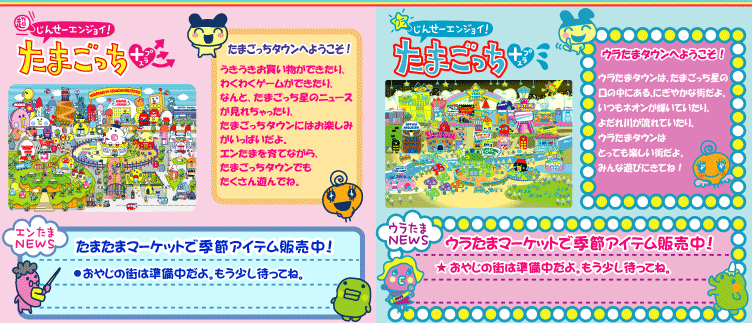 超
じんせーエンジョイ!
たまごっち+プラス
たまごっちタウンへようこそ!
うきうきお買い物ができたり、
わくわくゲームができたり、
なんと、たまごっち星のニュース
が見れちゃったり、
たまごっちタウンにはお楽しみ
がいっぱいだよ。
エンたまを育てながら、
たまごっちタウンでも
たくさん遊んでね。
エンたま
NEWS
たまたまマーケットで季節アイテム販売中!
●おやじの街は準備中だよ。もう少し待ってね。
じんせーエンジョイ!
たまごっち+プラス
ウラたまタウンへようこそ!
ウラたまタウンは、たまごっち星の
口の中にある、にぎやかな街だよ。
いつもネオンが輝いていたり、
よだれ川が流れていたり、
ウラたまタウンは
とっても楽しい街だよ。
みんな遊びにきてね!
ウラたま
NEWS
ウラたまマーケットで季節アイテム販売中!
★おやじの街は準備中だよ。もう少し待ってね。